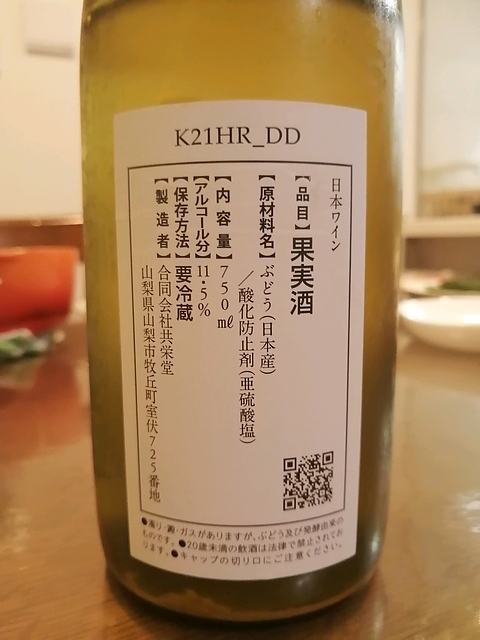 K21HR_DD
日本ワイン
【品目】果実酒
【原材料名】ぶどう(日本産)
／酸化防止剤(亜硫酸塩)
【内容量】750㎖
【アルコール分】11.5%
【保存方法】要冷蔵
【製造者】合同会社共栄堂
山梨県山梨市牧丘町室伏725番地
●濁り・澱・ガスがありますが、ぶどう及び発酵由来の
ものです。●20歳未満の飲酒は法律で禁止されてお
ります。●キャップの切り口にご注意ください。